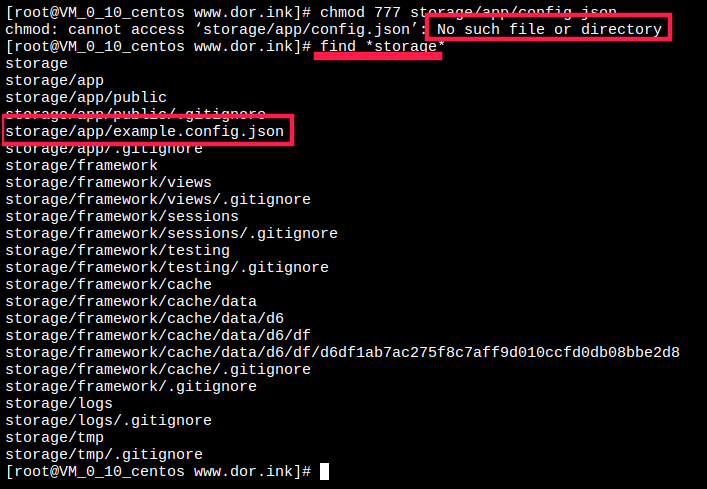 [root@VM_0_10_centos www.dor.ink]# chmod 777 storage/app/config.json
chmod: cannot access ‘storage/app/config.json’: No such file or directory
[root@VM_0_10_centos www.dor.ink]# find *storage*
storage
storage/app
storage/app/public
storage/app/public/.gitignore
storage/app/example.config.json
storage/app/.gitignore
storage/framework
storage/framework/views
storage/framework/views/.gitignore
storage/framework/sessions
storage/framework/sessions/.gitignore
storage/framework/testing
storage/framework/testing/.gitignore
storage/framework/cache
storage/framework/cache/data
storage/framework/cache/data/d6
storage/framework/cache/data/d6/df
storage/framework/cache/data/d6/df/d6df1ab7ac275f8c7aff9d010ccfd0db08bbe2d8
storage/framework/cache/.gitignore
storage/framework/.gitignore
storage/logs
storage/logs/.gitignore
storage/tmp
storage/tmp/.gitignore
[root@VM_0_10_centos www.dor.ink]#